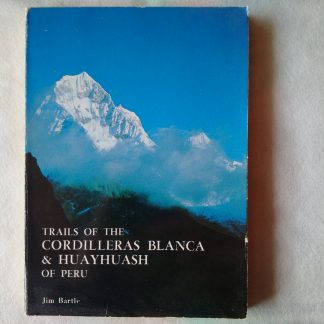 TRAILS OF THE
CORDILLERAS BLANCA
& HUAYHUASH
OF PERU
Jim Bartle